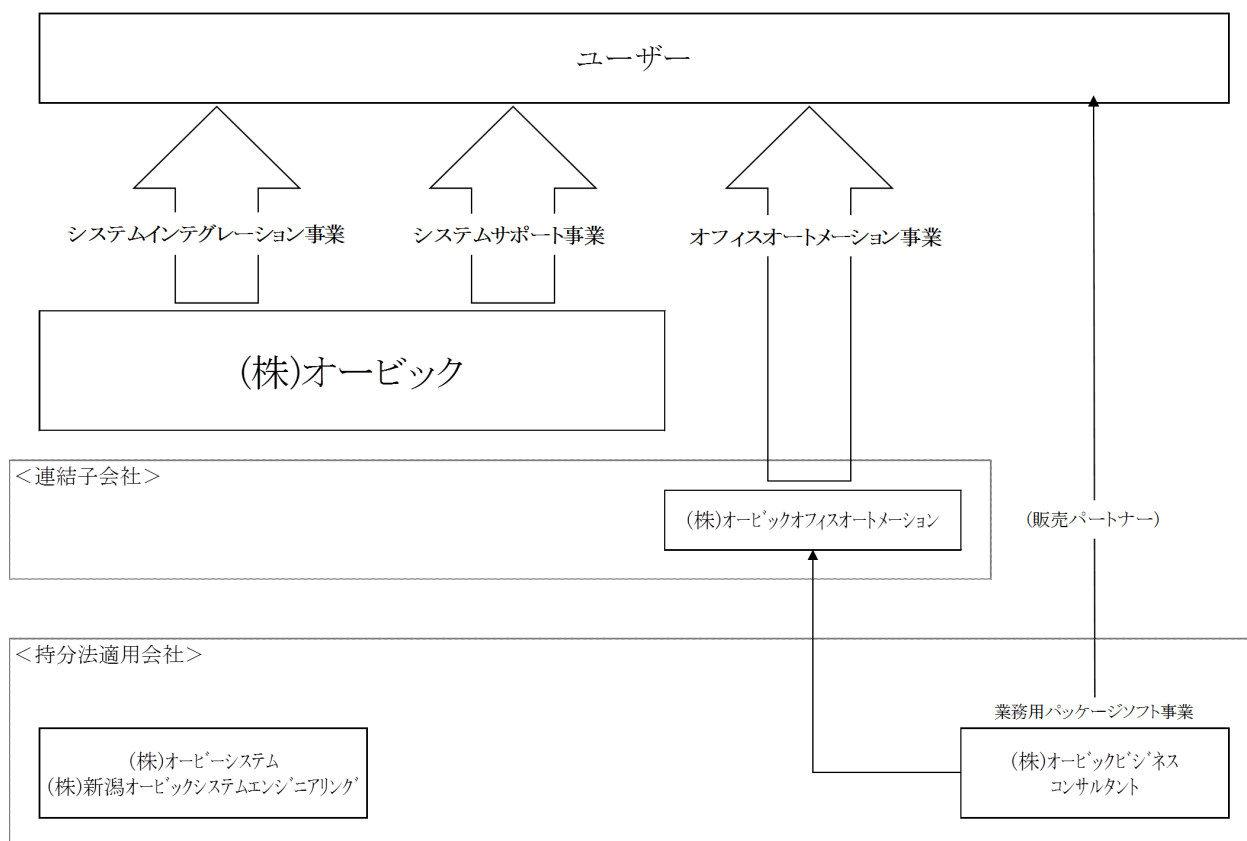 ユーザー
システムインテグレーション事業
システムサポート事業
オフィスオートメーション事業
(株)オービック
＜連結子会社＞
(株)オービックオフィスオートメーション
(販売パートナー)
＜持分法適用会社＞
業務用パッケージソフト事業
(株)オービーシステム
(株)新潟オービックシステムエンジニアリング
(株)オービックビジネス
コンサルタント